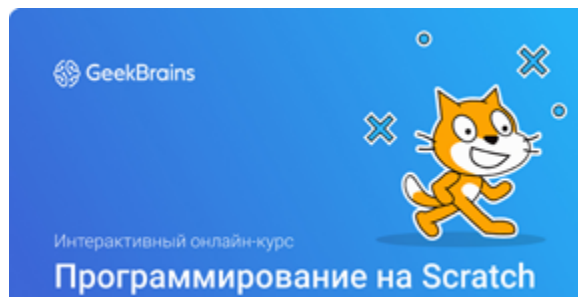 GeekBrains
Интерактивный онлайн-курс
Программирование на Scratch